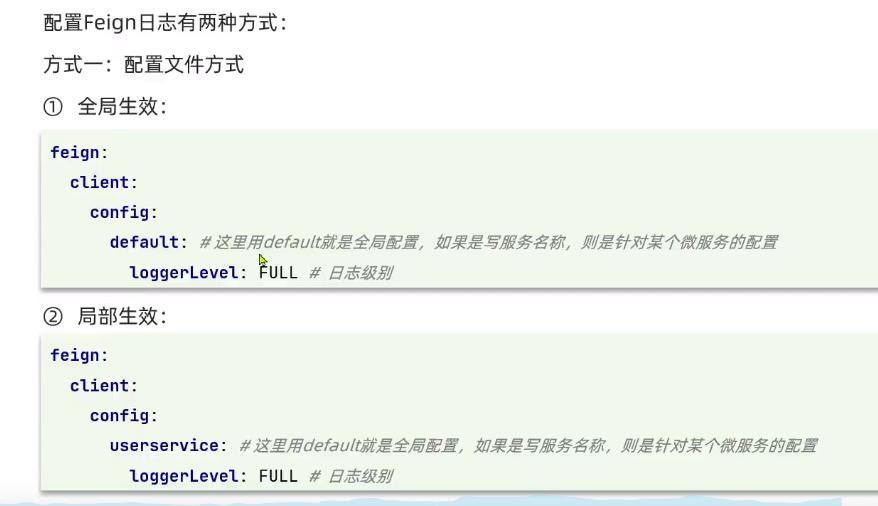 配置Feign日志有两种方式：
方式一：配置文件方式
① 全局生效：
feign:
  client:
    config:
      default: # 这里用default就是全局配置，如果是写服务名称，则是针对某个微服务的配置
        loggerLevel: FULL # 日志级别
② 局部生效：
feign:
  client:
    config:
      userservice: # 这里用default就是全局配置，如果是写服务名称，则是针对某个微服务的配置
        loggerLevel: FULL # 日志级别